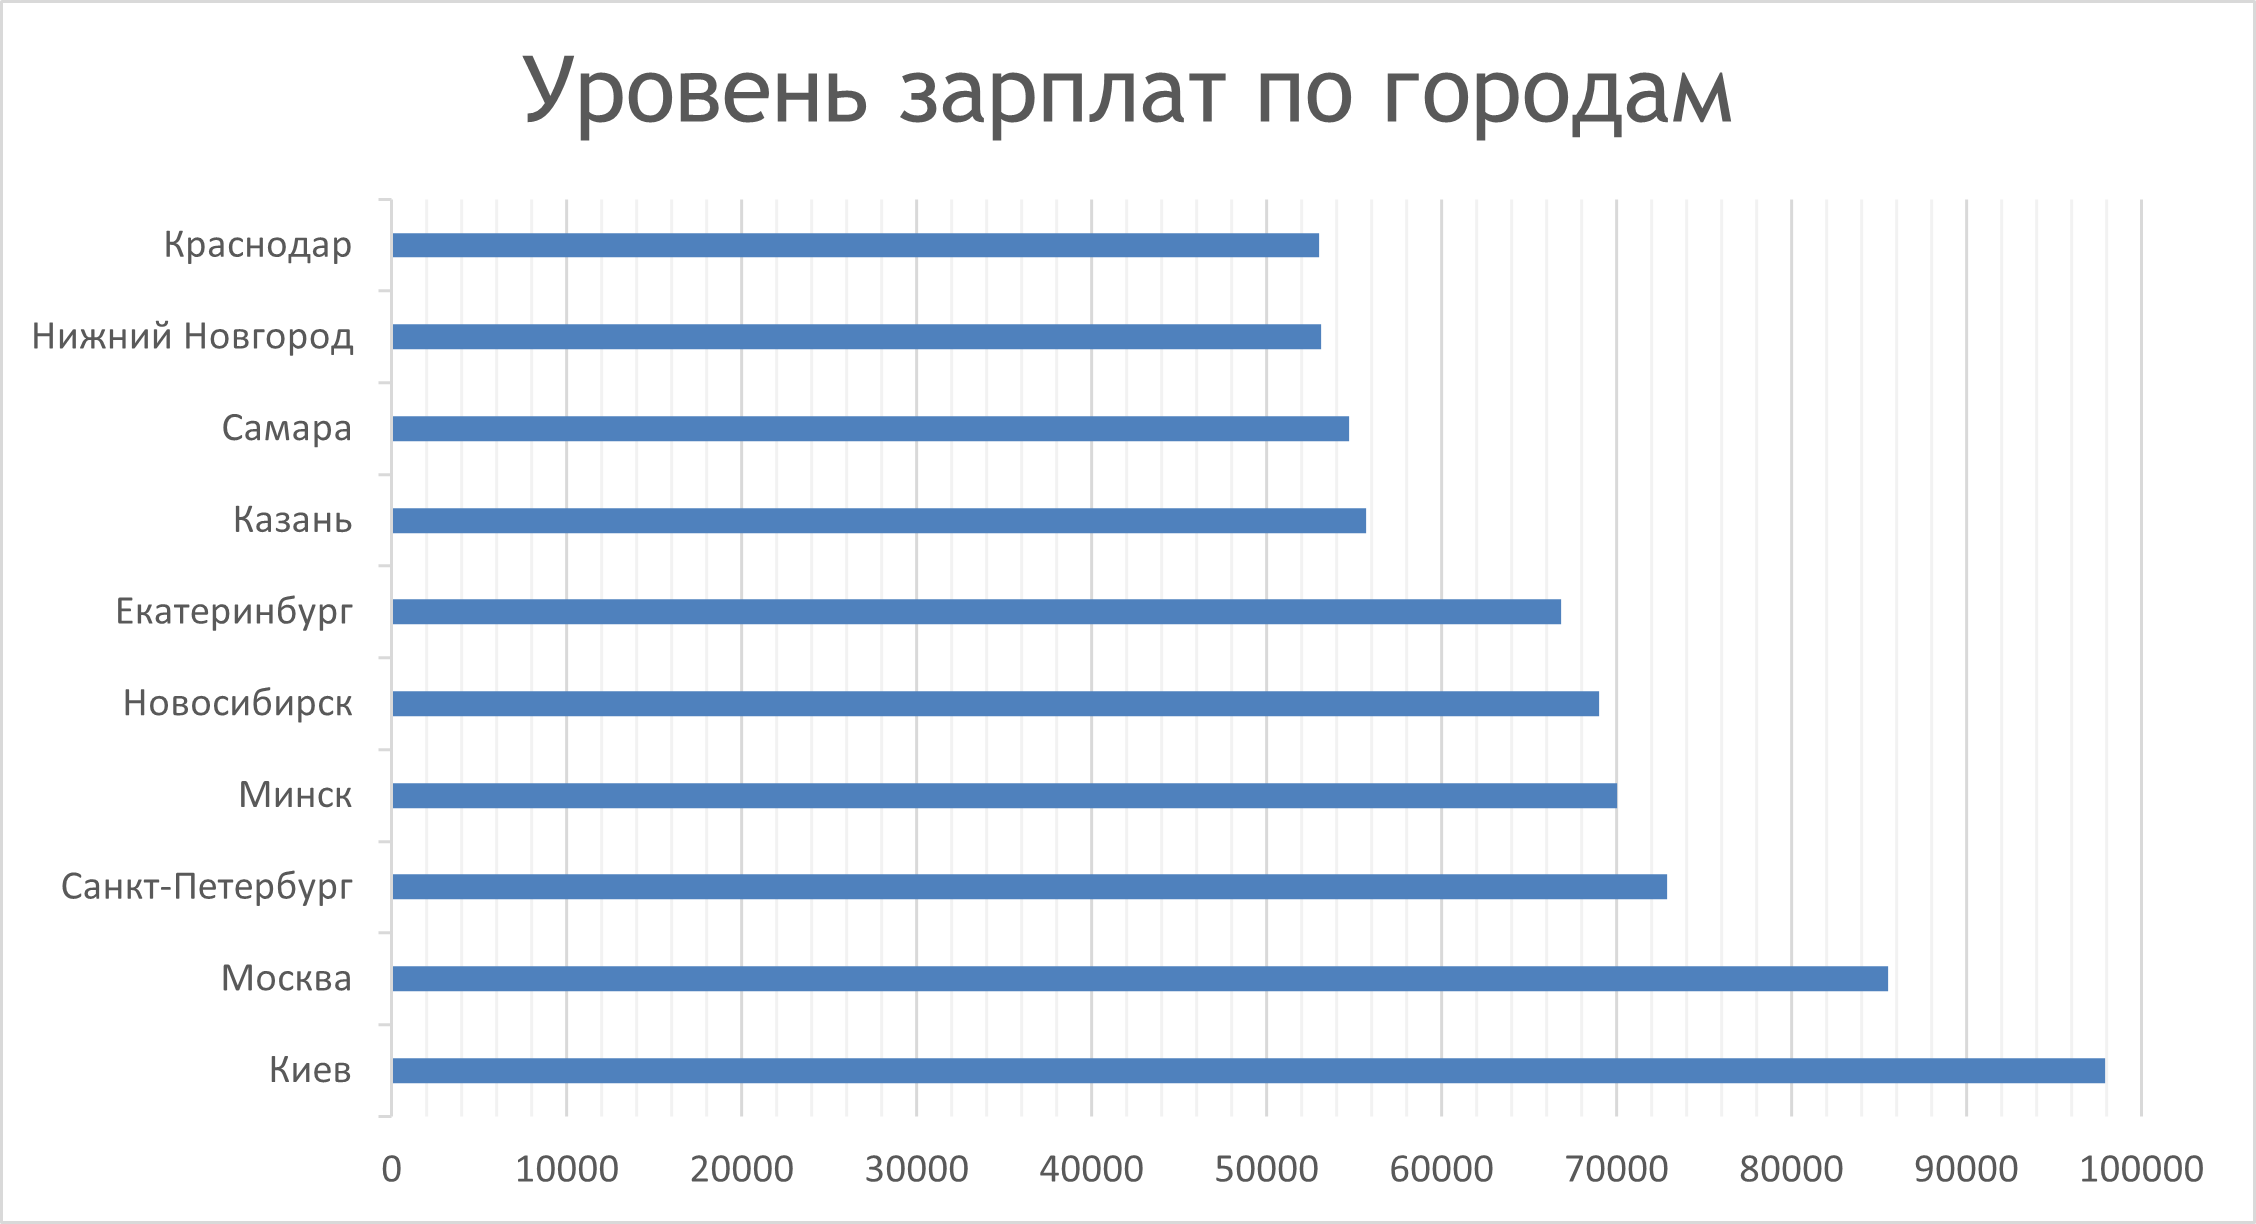 Уровень зарплат по городам
Краснодар
Нижний Новгород
Самара
Казань
Екатеринбург
Новосибирск
Минск
Санкт-Петербург
Москва
Киев
0 10000 20000 30000 40000 50000 60000 70000 80000 90000 100000